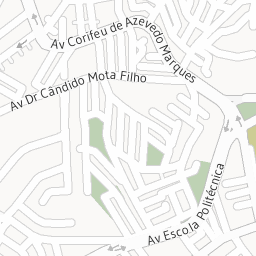 Av Corifeu de Azevedo Marques
Av Dr Cândido Mota Filho
Av Escola Politécnica